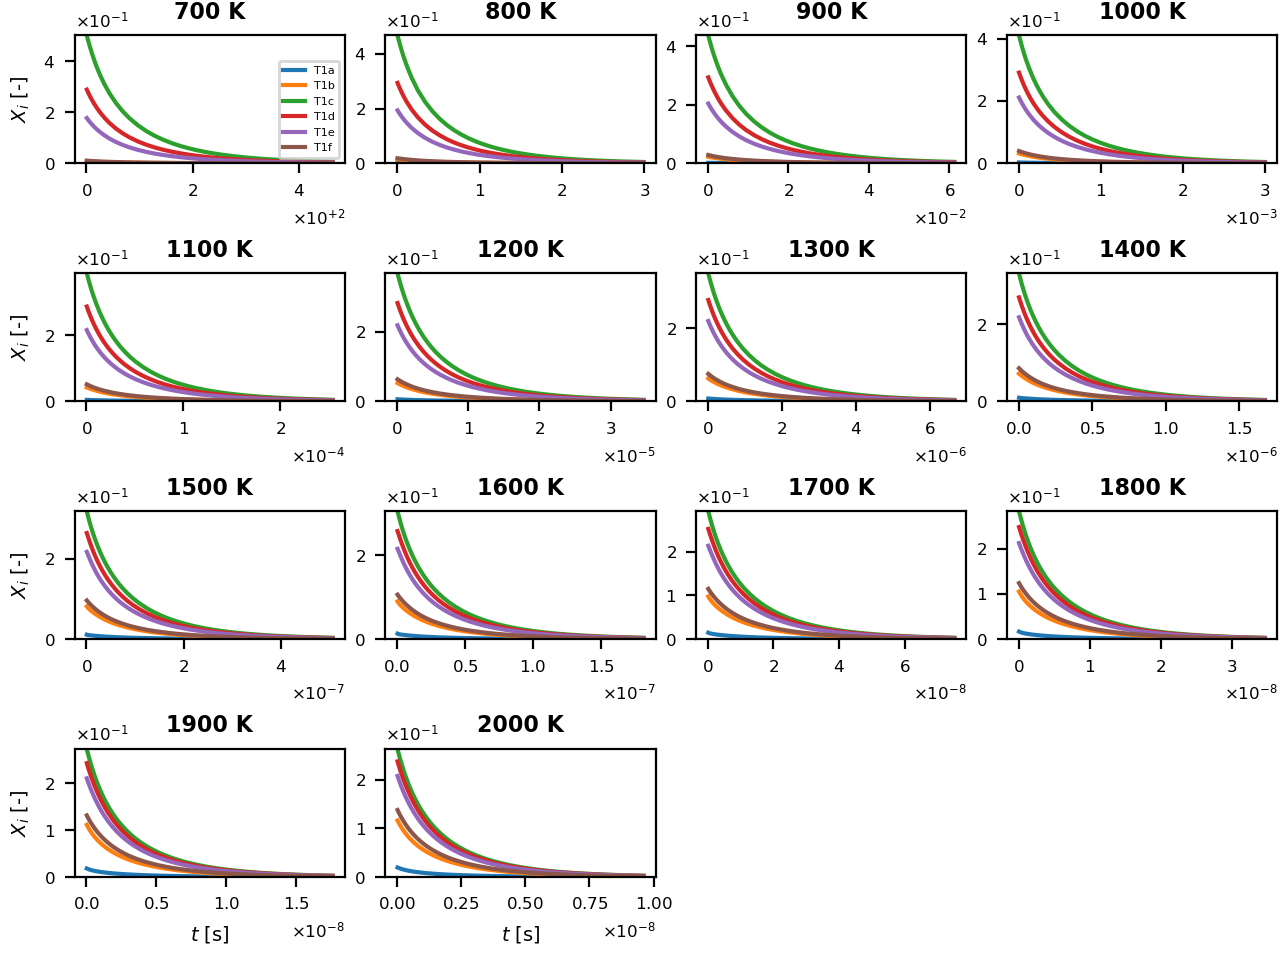 700 K 800 K 900 K 1000 K
×10⁻¹ ×10⁻¹ ×10⁻¹ ×10⁻¹
Xᵢ [-]
4 2 0
T1a
T1b
T1c
T1d
T1e
T1f
4 2 0
4 2 0
4 2 0
0 2 4 0 1 2 3 0 2 4 6 0 1 2 3
×10⁺² ×10⁻² ×10⁻³
1100 K 1200 K 1300 K 1400 K
×10⁻¹ ×10⁻¹ ×10⁻¹ ×10⁻¹
Xᵢ [-]
2 0
2 0
2 0
2 0
0 1 2 0 1 2 3 0 2 4 6 0.0 0.5 1.0 1.5
×10⁻⁴ ×10⁻⁵ ×10⁻⁶ ×10⁻⁶
1500 K 1600 K 1700 K 1800 K
×10⁻¹ ×10⁻¹ ×10⁻¹ ×10⁻¹
Xᵢ [-]
2 0
2 0
2 1 0
2 1 0
0 2 4 0.0 0.5 1.0 1.5 0 2 4 6 0 1 2 3
×10⁻⁷ ×10⁻⁷ ×10⁻⁸ ×10⁻⁸
1900 K 2000 K
×10⁻¹ ×10⁻¹
Xᵢ [-]
2 1 0
2 1 0
0.0 0.5 1.0 1.5 0.00 0.25 0.50 0.75 1.00
t [s] ×10⁻⁸ t [s] ×10⁻⁸